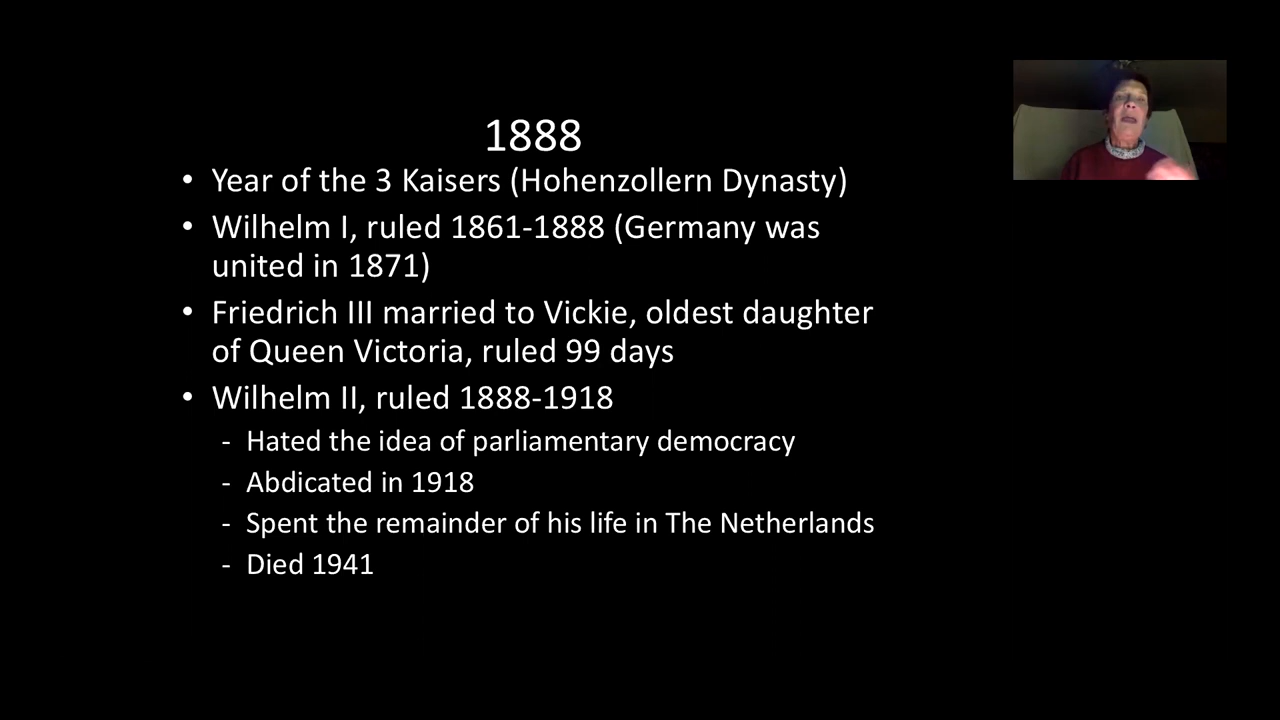 1888
• Year of the 3 Kaisers (Hohenzollern Dynasty)
• Wilhelm I, ruled 1861-1888 (Germany was
united in 1871)
• Friedrich III married to Vickie, oldest daughter
of Queen Victoria, ruled 99 days
• Wilhelm II, ruled 1888-1918
- Hated the idea of parliamentary democracy
- Abdicated in 1918
- Spent the remainder of his life in The Netherlands
- Died 1941